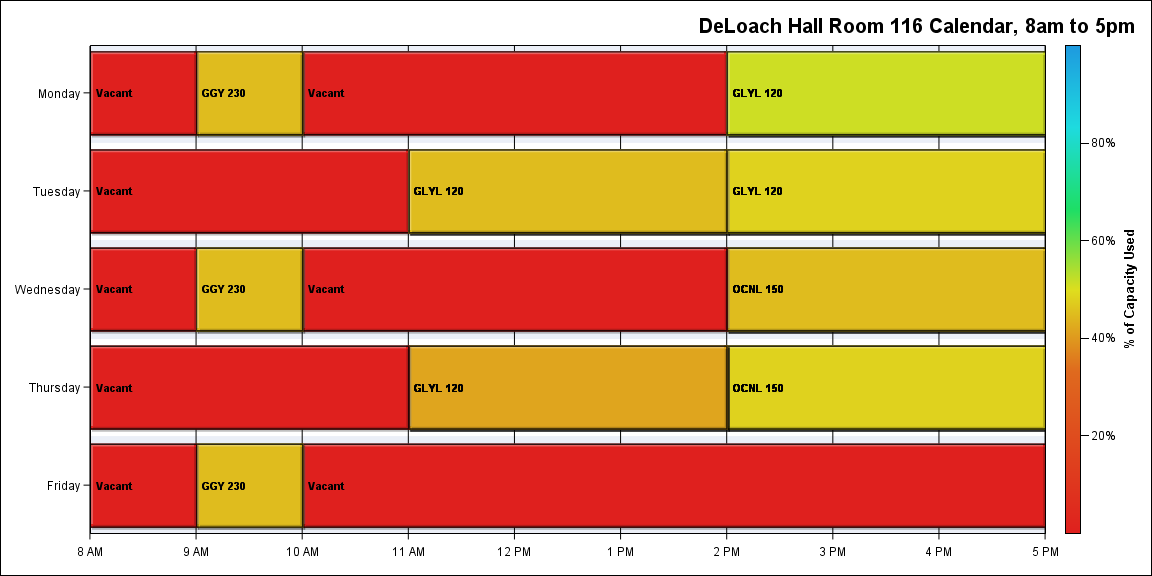 DeLoach Hall Room 116 Calendar, 8am to 5pm
Monday
Vacant
GGY 230
Vacant
GLYL 120
Tuesday
Vacant
GLYL 120
GLYL 120
Wednesday
Vacant
GGY 230
Vacant
OCNL 150
Thursday
Vacant
GLYL 120
OCNL 150
Friday
Vacant
GGY 230
Vacant
8 AM
9 AM
10 AM
11 AM
12 PM
1 PM
2 PM
3 PM
4 PM
5 PM
80%
60%
40%
20%
% of Capacity Used